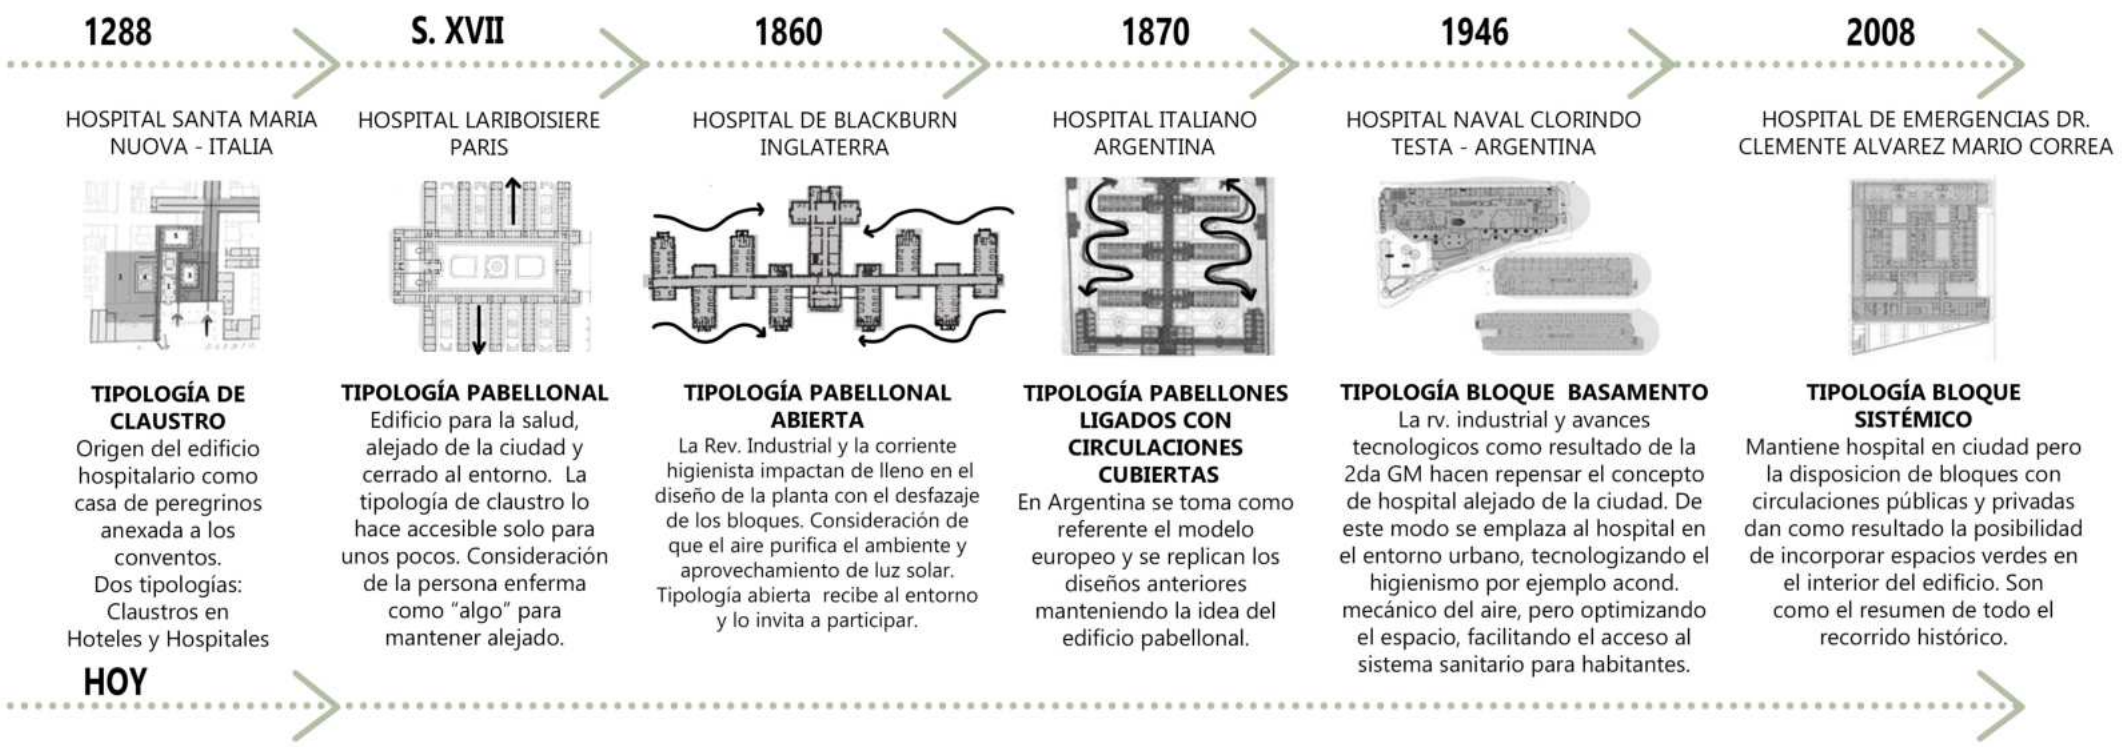 1288
HOSPITAL SANTA MARIA
NUOVA - ITALIA
TIPOLOGÍA DE
CLAUSTRO
Origen del edificio
hospitalario como
casa de peregrinos
anexada a los
conventos.
Dos tipologías:
Claustros en
Hoteles y Hospitales
S. XVII
HOSPITAL LARIBOISIERE
PARIS
TIPOLOGÍA PABELLONAL
Edificio para la salud,
alejado de la ciudad y
cerrado al entorno. La
tipología de claustro lo
hace accesible solo para
unos pocos. Consideración
de la persona enferma
como “algo” para
mantener alejado.
1860
HOSPITAL DE BLACKBURN
INGLATERRA
TIPOLOGÍA PABELLONAL
ABIERTA
La Rev. Industrial y la corriente
higienista impactan de lleno en el
diseño de la planta con el desfazaje
de los bloques. Consideración de
que el aire purifica el ambiente y
aprovechamiento de luz solar.
Tipología abierta recibe al entorno
y lo invita a participar.
1870
HOSPITAL ITALIANO
ARGENTINA
TIPOLOGÍA PABELLONES
LIGADOS CON
CIRCULACIONES
CUBIERTAS
En Argentina se toma como
referente el modelo
europeo y se replican los
diseños anteriores
manteniendo la idea del
edificio pabellonal.
1946
HOSPITAL NAVAL CLORINDO
TESTA - ARGENTINA
TIPOLOGÍA BLOQUE BASAMENTO
La rv. industrial y avances
tecnologicos como resultado de la
2da GM hacen repensar el concepto
de hospital alejado de la ciudad. De
este modo se emplaza al hospital en
el entorno urbano, tecnologizando el
higienismo por ejemplo acond.
mecánico del aire, pero optimizando
el espacio, facilitando el acceso al
sistema sanitario para habitantes.
2008
HOSPITAL DE EMERGENCIAS DR.
CLEMENTE ALVAREZ MARIO CORREA
TIPOLOGÍA BLOQUE
SISTÉMICO
Mantiene hospital en ciudad pero
la disposicion de bloques con
circulaciones públicas y privadas
dan como resultado la posibilidad
de incorporar espacios verdes en
el interior del edificio. Son
como el resumen de todo el
recorrido histórico.
HOY